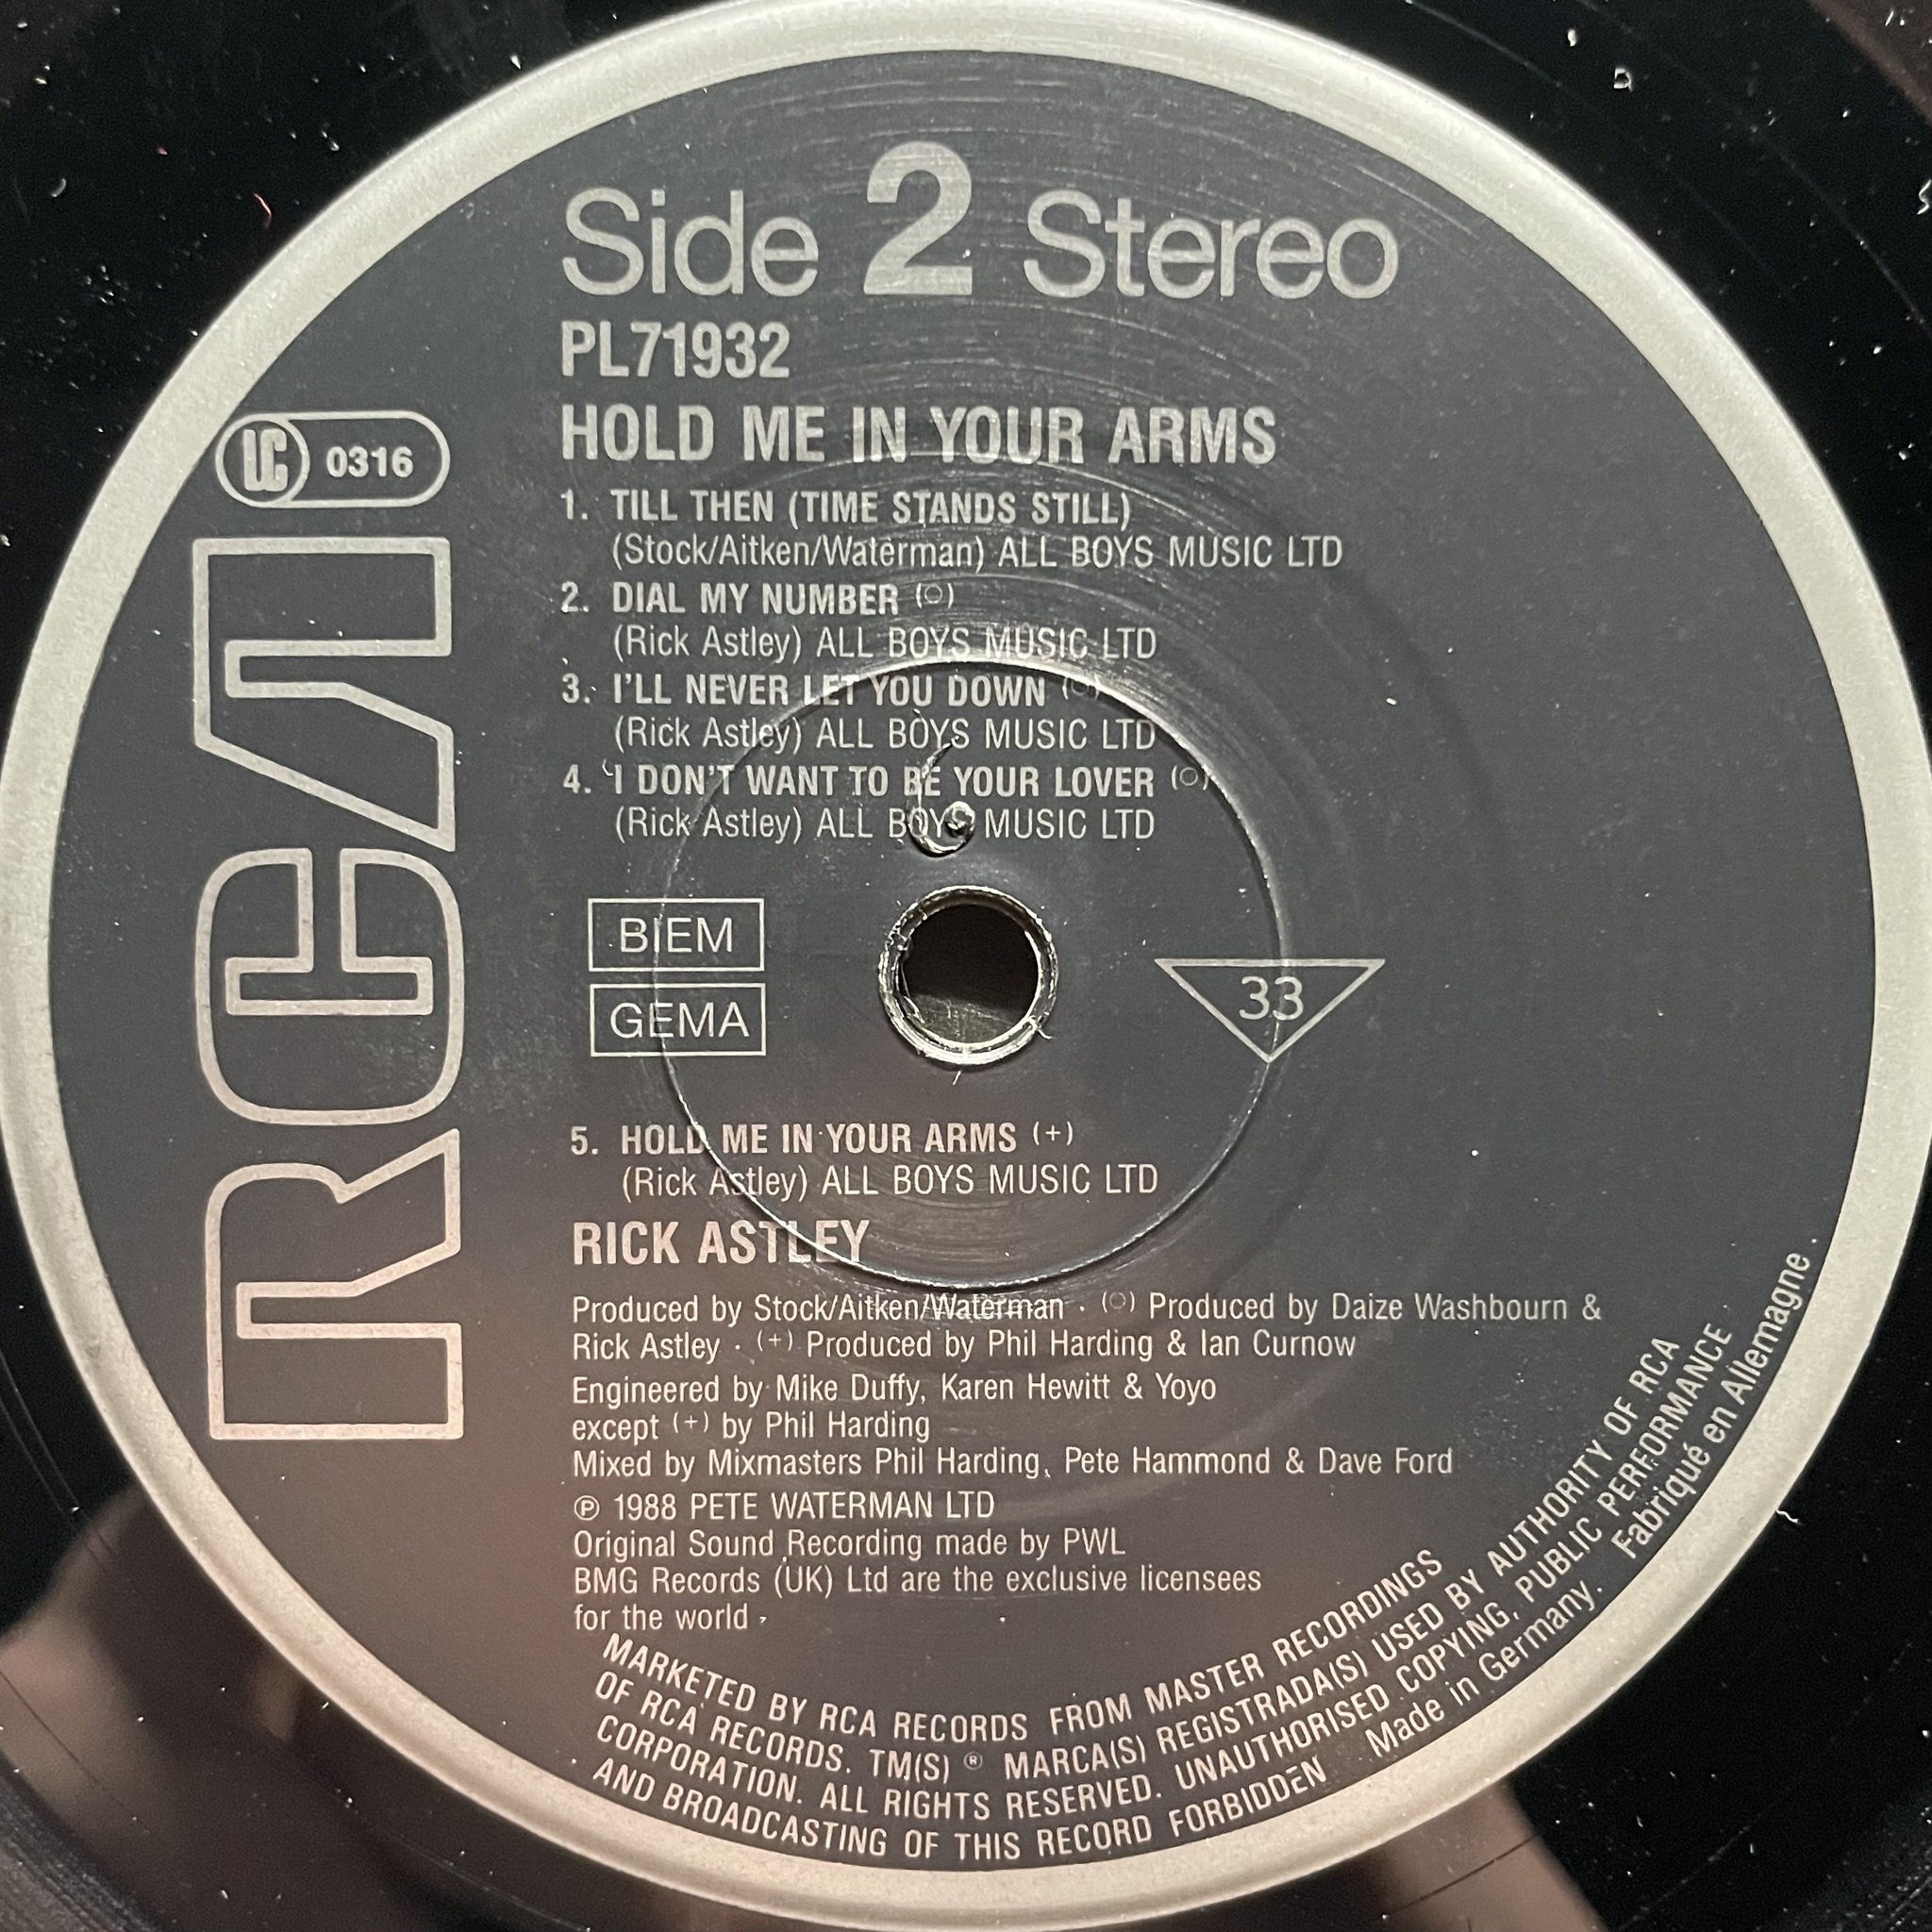 Side 2 Stereo
PL71932
HOLD ME IN YOUR ARMS
LC 0316
RCA
1. TILL THEN (TIME STANDS STILL)
(Stock/Aitken/Waterman) ALL BOYS MUSIC LTD
2. DIAL MY NUMBER (○)
(Rick Astley) ALL BOYS MUSIC LTD
3. I'LL NEVER LET YOU DOWN (○)
(Rick Astley) ALL BOYS MUSIC LTD
4. I DON'T WANT TO BE YOUR LOVER (○)
(Rick Astley) ALL BOYS MUSIC LTD
BIEM
GEMA
33
5. HOLD ME IN YOUR ARMS (+)
(Rick Astley) ALL BOYS MUSIC LTD
RICK ASTLEY
Produced by Stock/Aitken/Waterman · (○) Produced by Daize Washbourn &
Rick Astley · (+) Produced by Phil Harding & Ian Curnow
Engineered by Mike Duffy, Karen Hewitt & Yoyo
except (+) by Phil Harding
Mixed by Mixmasters Phil Harding, Pete Hammond & Dave Ford
℗ 1988 PETE WATERMAN LTD
Original Sound Recording made by PWL
BMG Records (UK) Ltd are the exclusive licensees
for the world
MARKETED BY RCA RECORDS FROM MASTER RECORDINGS
OF RCA RECORDS. TM(S) ® MARCA(S) REGISTRADA(S) USED BY AUTHORITY OF RCA
CORPORATION. ALL RIGHTS RESERVED. UNAUTHORISED COPYING, PUBLIC PERFORMANCE
AND BROADCASTING OF THIS RECORD FORBIDDEN Made in Germany. Fabriqué en Allemagne.